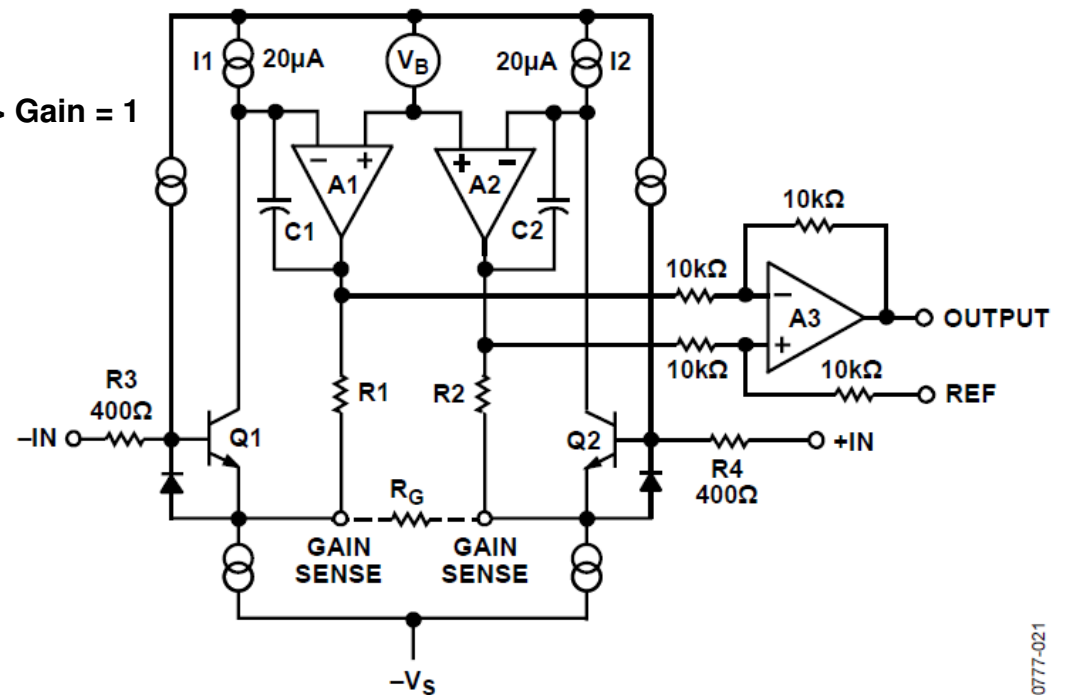 I1 20µA
VB
20µA I2
> Gain = 1
− +
A1
+ −
A2
C1
C2
10kΩ
10kΩ
−
A3
+
OUTPUT
10kΩ
10kΩ
REF
R3
400Ω
R1
R2
−IN
Q1
Q2
+IN
R4
400Ω
RG
GAIN
SENSE
GAIN
SENSE
−VS
0777-021